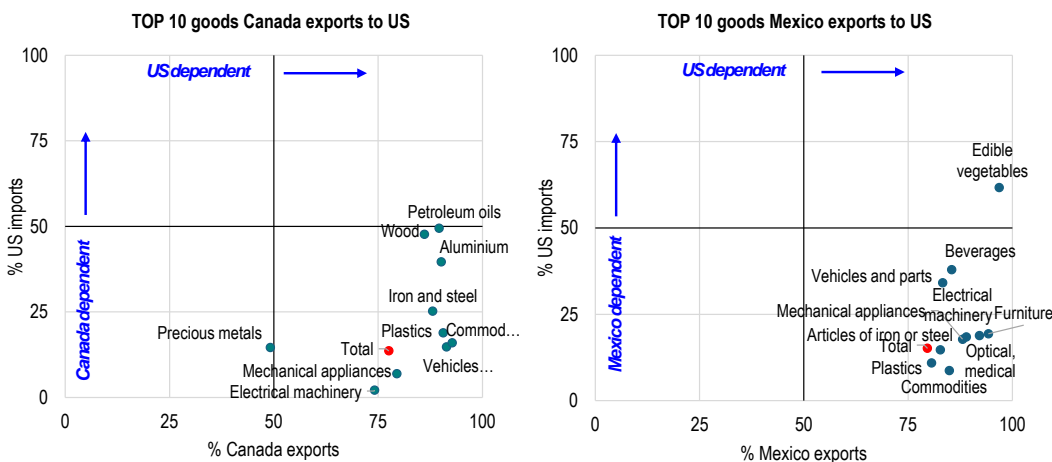 TOP 10 goods Canada exports to US
100
75
50
25
0
% US imports
US dependent
Canada dependent
Petroleum oils
Wood
Aluminium
Iron and steel
Precious metals
Plastics
Commod…
Total
Vehicles…
Mechanical appliances
Electrical machinery
0
25
50
75
100
% Canada exports
TOP 10 goods Mexico exports to US
100
75
50
25
0
% US imports
US dependent
Mexico dependent
Edible
vegetables
Beverages
Vehicles and parts
Electrical
machinery
Mechanical appliances
Furniture
Articles of iron or steel
Total
Optical,
medical
Plastics
Commodities
0
25
50
75
100
% Mexico exports